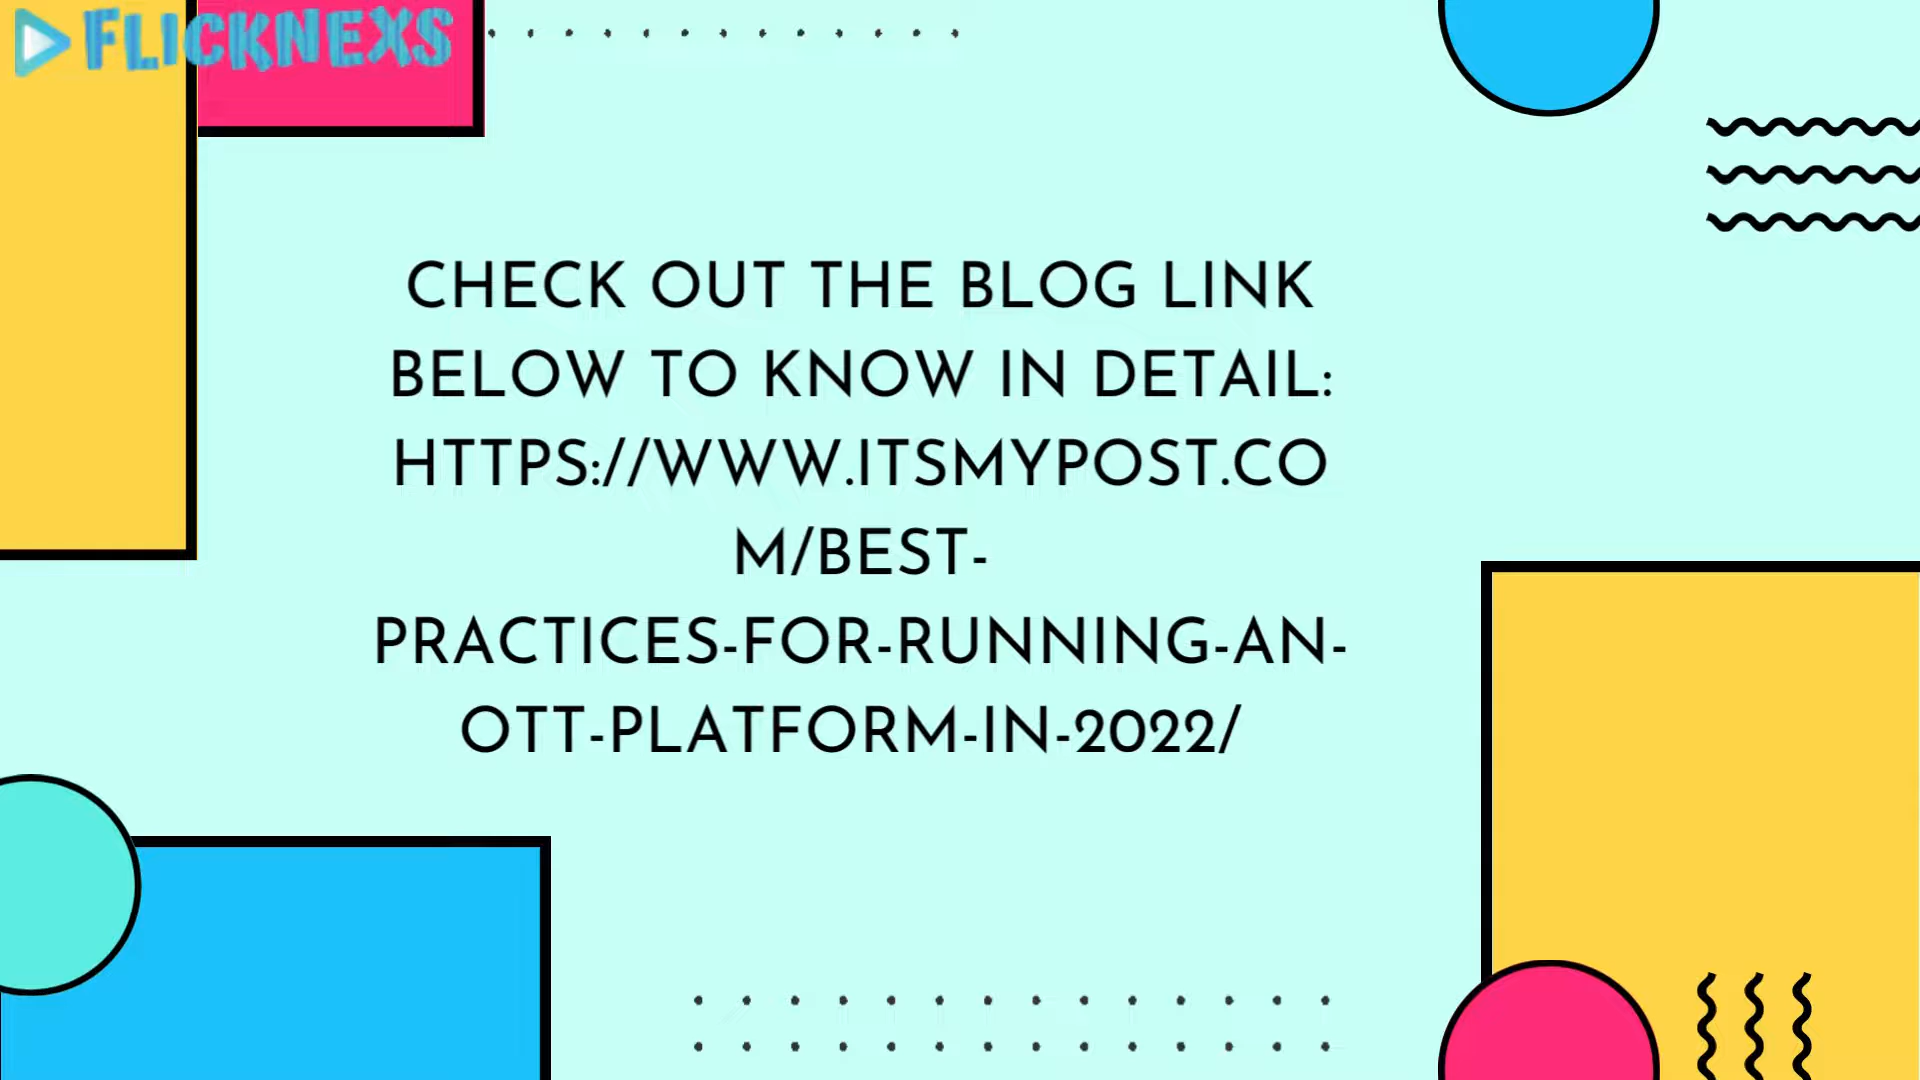 FLICKNEXS
CHECK OUT THE BLOG LINK
BELOW TO KNOW IN DETAIL:
HTTPS://WWW.ITSMYPOST.CO
M/BEST-
PRACTICES-FOR-RUNNING-AN-
OTT-PLATFORM-IN-2022/